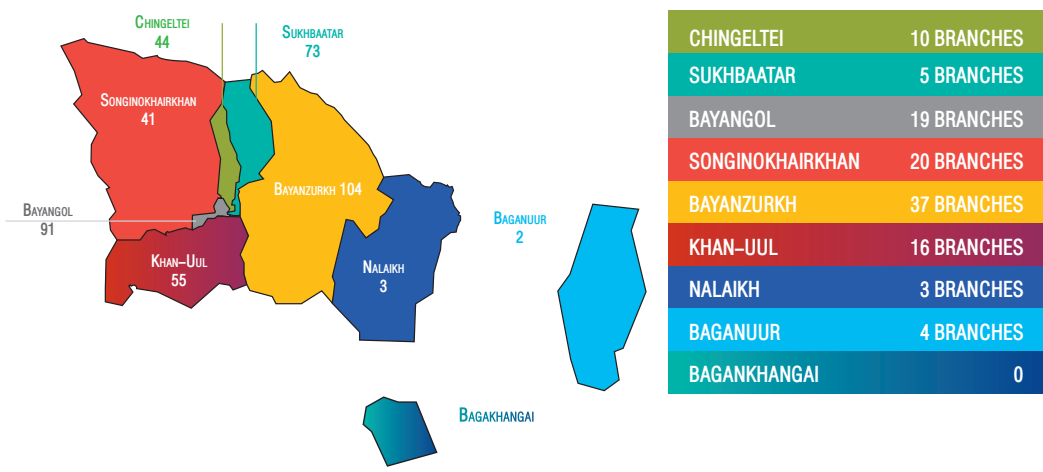 Chingeltei
44
Sukhbaatar
73
Songinokhairkhan
41
Bayanzurkh 104
Bayangol
91
Khan–Uul
55
Nalaikh
3
Baganuur
2
Bagakhangai
CHINGELTEI 10 BRANCHES
SUKHBAATAR 5 BRANCHES
BAYANGOL 19 BRANCHES
SONGINOKHAIRKHAN 20 BRANCHES
BAYANZURKH 37 BRANCHES
KHAN–UUL 16 BRANCHES
NALAIKH 3 BRANCHES
BAGANUUR 4 BRANCHES
BAGANKHANGAI 0